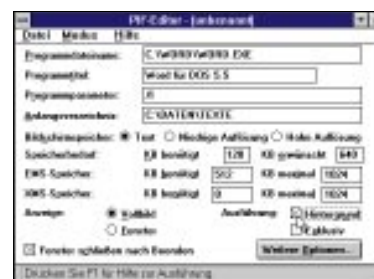 PIF-Editor - [unbenannt]
Datei Modus Hilfe
Programmdateiname: C:\WORD\WORD.EXE
Programmtitel: Word für DOS 5.5
Programmparameter: /l
Anfangsverzeichnis: C:\DATEN\TEXTE
Bildschirmspeicher: Text Niedrige Auflösung Hohe Auflösung
Speicherbedarf: KB benötigt 128 KB gewünscht 640
EMS-Speicher: KB benötigt 512 KB maximal 1024
XMS-Speicher: KB benötigt 0 KB maximal 1024
Anzeige: Vollbild Ausführung: Hintergrund
Fenster Exklusiv
Fenster schließen nach Beenden Weitere Optionen...
Drücken Sie F1 für Hilfe zur Ausführung.